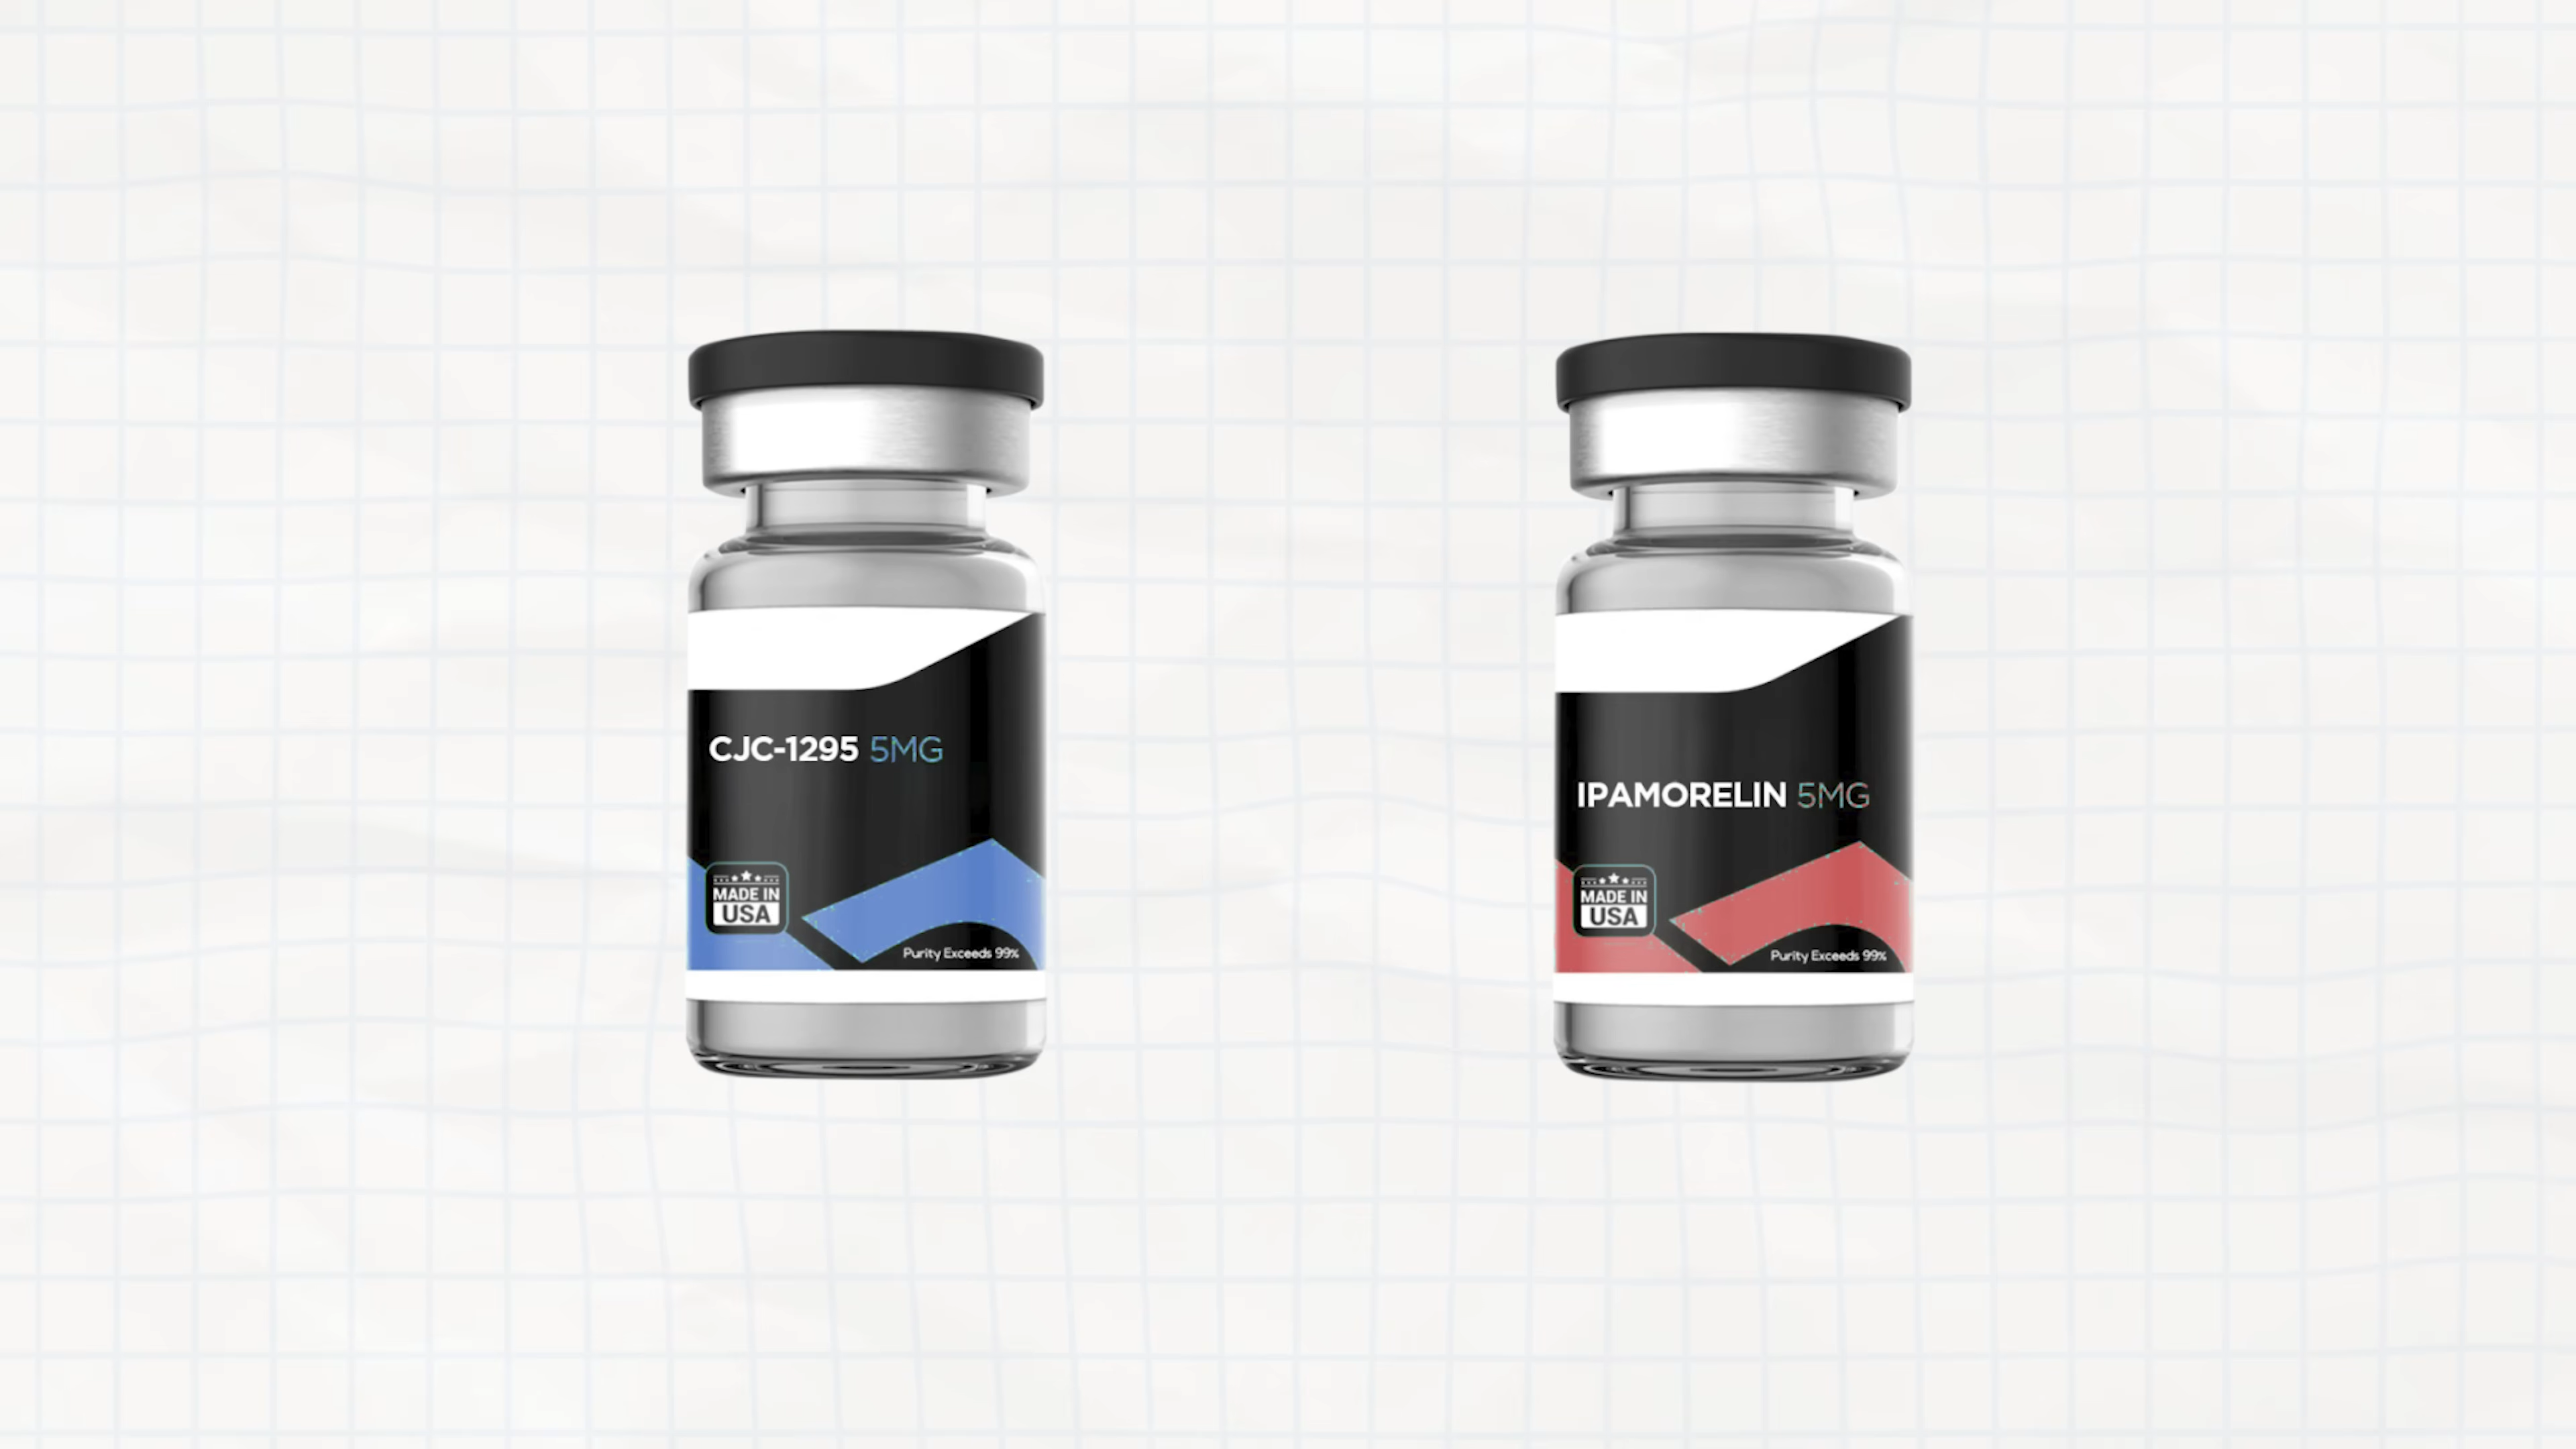 CJC-1295 5MG
MADE IN
USA
Purity Exceeds 99%
IPAMORELIN 5MG
MADE IN
USA
Purity Exceeds 99%